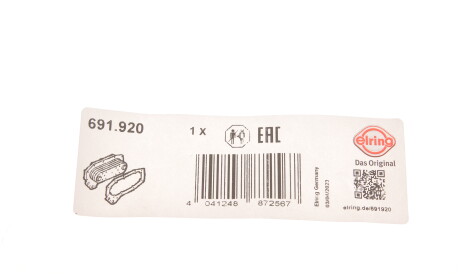 691.920
1 X
EAC
elring
Das Original
4 041248 872567
Elring Germany
elring.de/691920